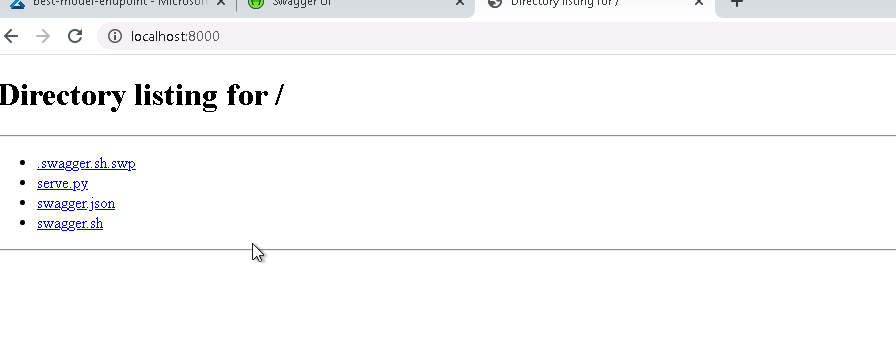 best-model-endpoint - Microsoft
Swagger UI
Directory listing for /
localhost:8000
Directory listing for /
.swagger.sh.swp
serve.py
swagger.json
swagger.sh